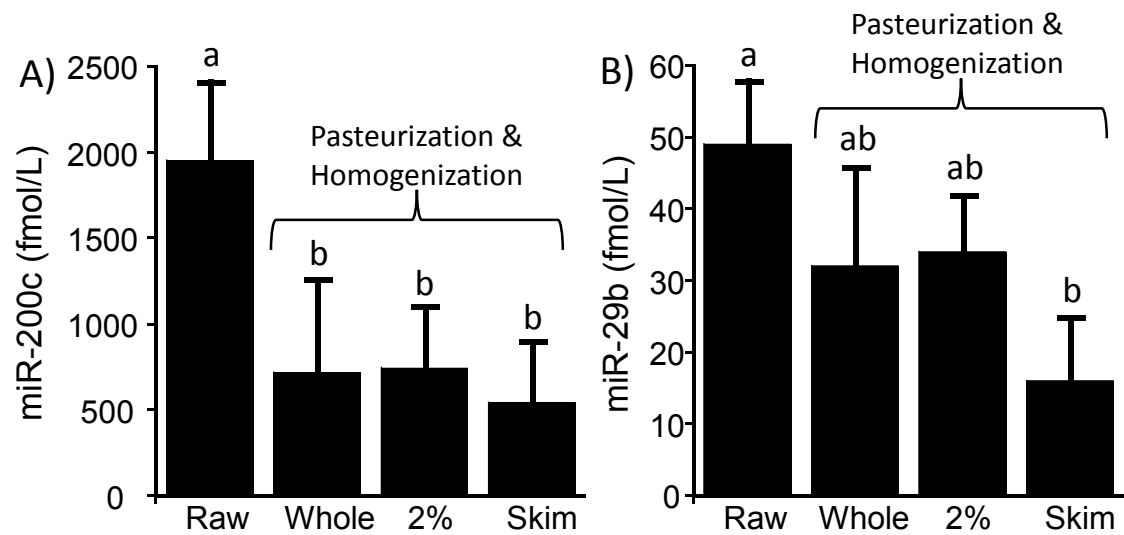 A)
miR-200c (fmol/L)
2500
2000
1500
1000
500
0
a
Pasteurization &
Homogenization
b
b
b
Raw
Whole
2%
Skim
B)
miR-29b (fmol/L)
60
50
40
30
20
10
0
a
Pasteurization &
Homogenization
ab
ab
b
Raw
Whole
2%
Skim